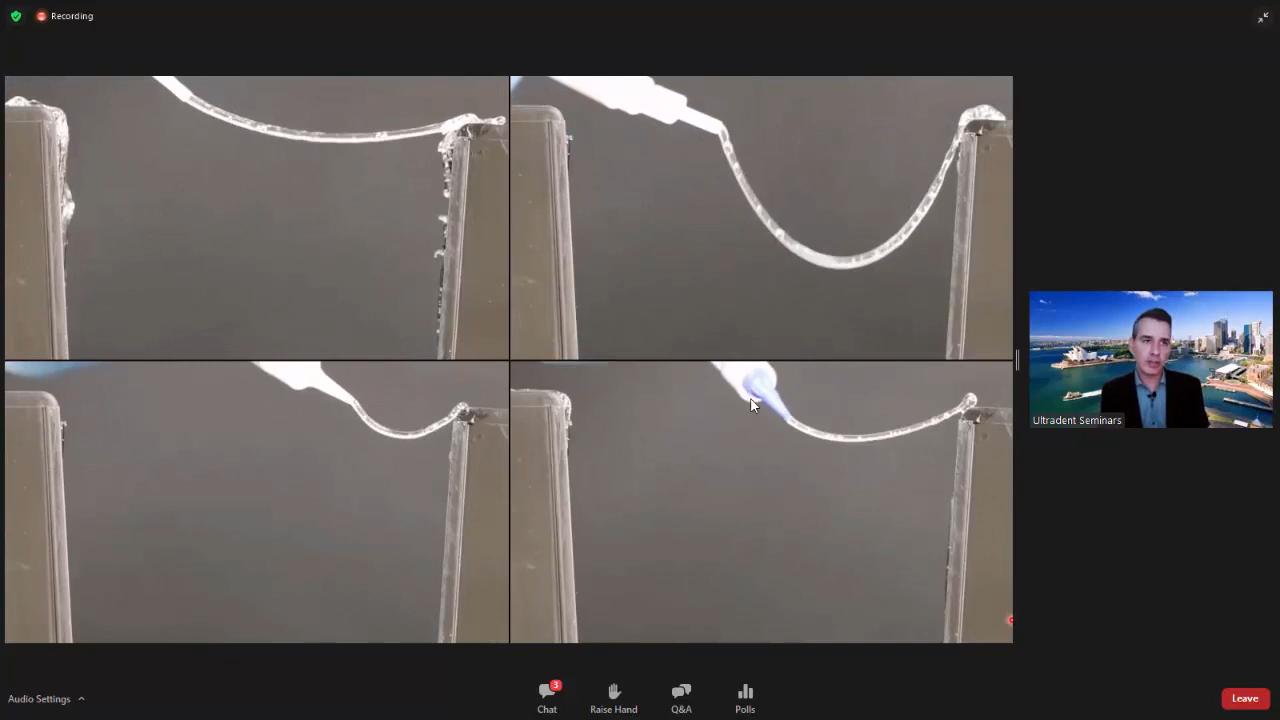 Recording
Ultradent Seminars
Audio Settings
3
Chat
Raise Hand
Q&A
Polls
Leave